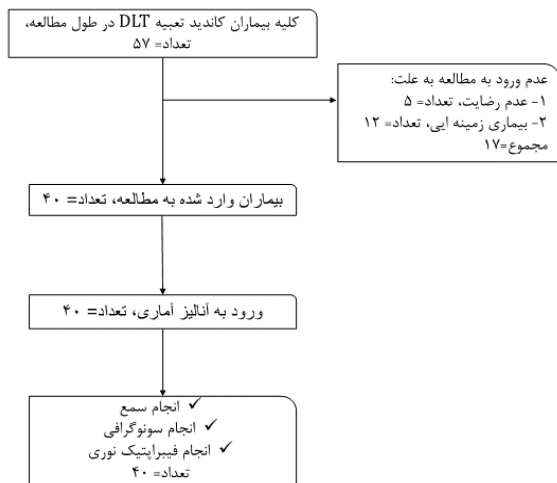 کلیه بیماران کاندید تعبیه DLT در طول مطالعه،
تعداد= ۵۷
عدم ورود به مطالعه به علت:
۱- عدم رضایت، تعداد= ۵
۲- بیماری زمینه ایی، تعداد= ۱۲
مجموع=۱۷
بیماران وارد شده به مطالعه، تعداد= ۴۰
ورود به آنالیز آماری، تعداد= ۴۰
✓ انجام سمع
✓ انجام سونوگرافی
✓ انجام فیبراپتیک نوری
تعداد= ۴۰